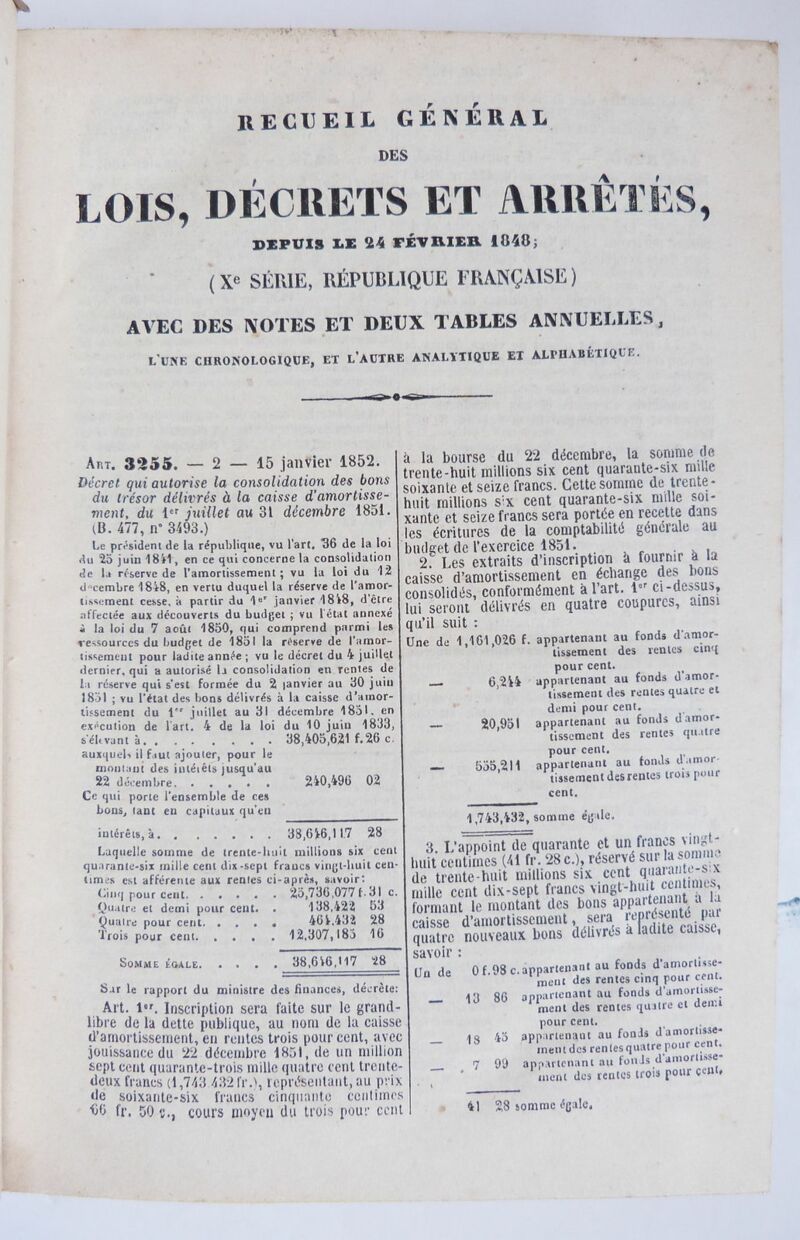 RECUEIL GÉNÉRAL
DES
LOIS, DÉCRETS ET ARRÊTÉS,
DEPUIS LE 24 FÉVRIER 1848;
(Xe SÉRIE, RÉPUBLIQUE FRANÇAISE)
AVEC DES NOTES ET DEUX TABLES ANNUELLES,
L'UNE CHRONOLOGIQUE, ET L'AUTRE ANALYTIQUE ET ALPHABÉTIQUE.
ART. 3255. — 2 — 15 janvier 1852.
Décret qui autorise la consolidation des bons
du trésor délivrés à la caisse d'amortisse-
ment, du 1er juillet au 31 décembre 1851.
(B. 477, n° 3493.)
Le président de la république, vu l'art. 36 de la loi
du 25 juin 1841, en ce qui concerne la consolidation
de la réserve de l'amortissement; vu la loi du 12
décembre 1848, en vertu duquel la réserve de l'amor-
tissement cesse, à partir du 1er janvier 1848, d'être
affectée aux découverts du budget; vu l'état annexé
à la loi du 7 août 1850, qui comprend parmi les
ressources du budget de 1851 la réserve de l'amor-
tissement pour ladite année; vu le décret du 4 juillet
dernier, qui a autorisé la consolidation en rentes de
la réserve qui s'est formée du 2 janvier au 30 juin
1851; vu l'état des bons délivrés à la caisse d'amor-
tissement du 1er juillet au 31 décembre 1851, en
exécution de l'art. 4 de la loi du 10 juin 1833,
s'élevant à. . . . . . . . 38,405,621 f. 26 c.
auxquels il faut ajouter, pour le
montant des intérêts jusqu'au
22 décembre. . . . . . 240,496 02
Ce qui porte l'ensemble de ces
bons, tant en capitaux qu'en
intérêts, à. . . . . . . 38,646,117 28
Laquelle somme de trente-huit millions six cent
quarante-six mille cent dix-sept francs vingt-huit cen-
times est afférente aux rentes ci-après, savoir:
Cinq pour cent. . . . . . 25,736,077 f. 31 c.
Quatre et demi pour cent. . 138,422 53
Quatre pour cent. . . . . 464,432 28
Trois pour cent. . . . . 12,307,185 16
SOMME ÉGALE. . . . . 38,646,117 28
Sur le rapport du ministre des finances, décrète:
Art. 1er. Inscription sera faite sur le grand-
libre de la dette publique, au nom de la caisse
d'amortissement, en rentes trois pour cent, avec
jouissance du 22 décembre 1851, de un million
sept cent quarante-trois mille quatre cent trente-
deux francs (1,743 432 fr.), représentant, au prix
de soixante-six francs cinquante centimes
66 fr. 50 c., cours moyen du trois pour cent
à la bourse du 22 décembre, la somme de
trente-huit millions six cent quarante-six mille
soixante et seize francs. Cette somme de trente-
huit millions six cent quarante-six mille soi-
xante et seize francs sera portée en recette dans
les écritures de la comptabilité générale au
budget de l'exercice 1851.
2. Les extraits d'inscription à fournir à la
caisse d'amortissement en échange des bons
consolidés, conformément à l'art. 1er ci-dessus,
lui seront délivrés en quatre coupures, ainsi
qu'il suit :
Une de 1,161,026 f. appartenant au fonds d'amor-
tissement des rentes cinq
pour cent.
— 6,244 appartenant au fonds d'amor-
tissement des rentes quatre et
demi pour cent.
— 20,951 appartenant au fonds d'amor-
tissement des rentes quatre
pour cent.
— 555,211 appartenant au fonds d'amor-
tissement des rentes trois pour
cent.
1,743,432, somme égale.
3. L'appoint de quarante et un francs vingt-
huit centimes (41 fr. 28 c.), réservé sur la somme
de trente-huit millions six cent quarante-six
mille cent dix-sept francs vingt-huit centimes,
formant le montant des bons appartenant à la
caisse d'amortissement, sera représenté par
quatre nouveaux bons délivrés à ladite caisse,
savoir :
Un de 0 f. 98 c. appartenant au fonds d'amortisse-
ment des rentes cinq pour cent.
— 13 86 appartenant au fonds d'amortisse-
ment des rentes quatre et demi
pour cent.
— 18 45 appartenant au fonds d'amortisse-
ment des rentes quatre pour cent.
— 7 99 appartenant au fonds d'amortisse-
ment des rentes trois pour cent.
41 28 somme égale.